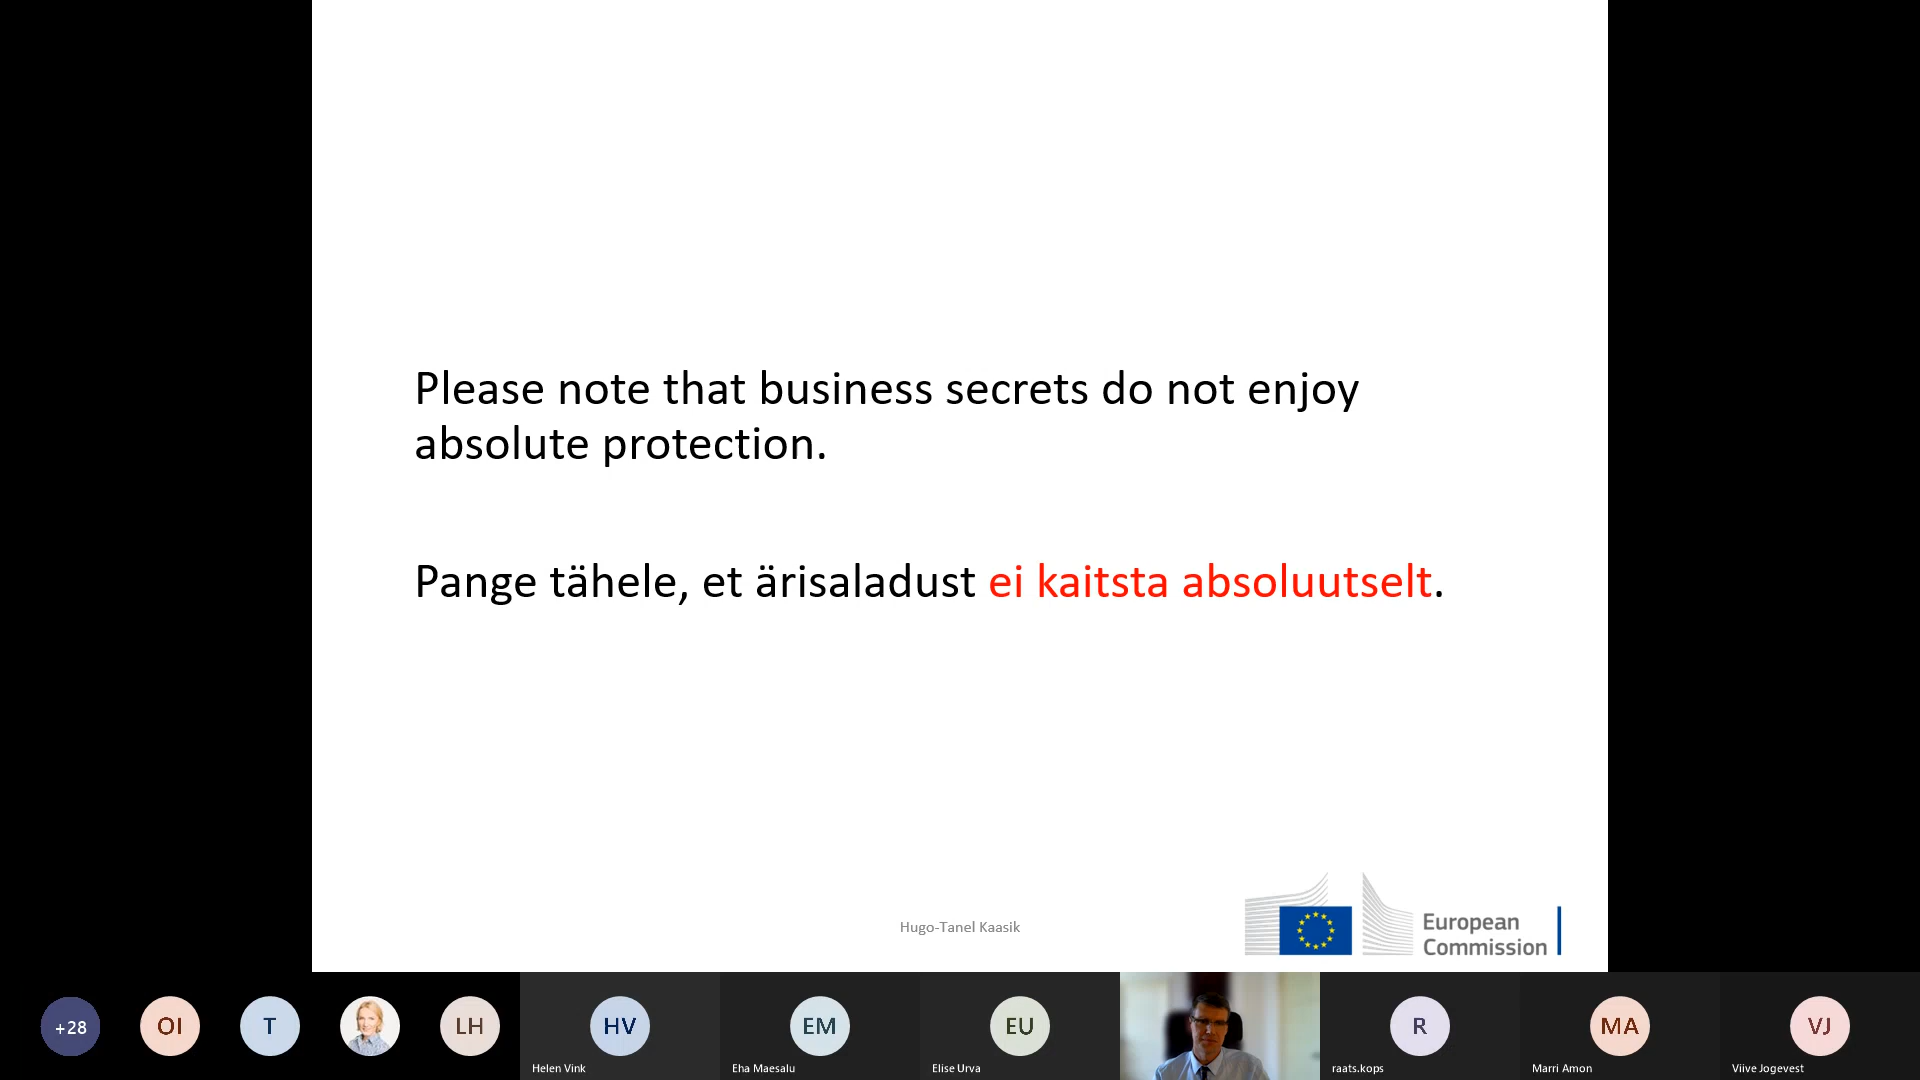 Please note that business secrets do not enjoy
absolute protection.
Pange tähele, et ärisaladust ei kaitsta absoluutselt.
Hugo-Tanel Kaasik
European
Commission
+28
OI
T
LH
HV
EM
EU
R
MA
VJ
Helen Vink
Eha Maesalu
Elise Urva
raats.kops
Marri Amon
Viive Jogevest